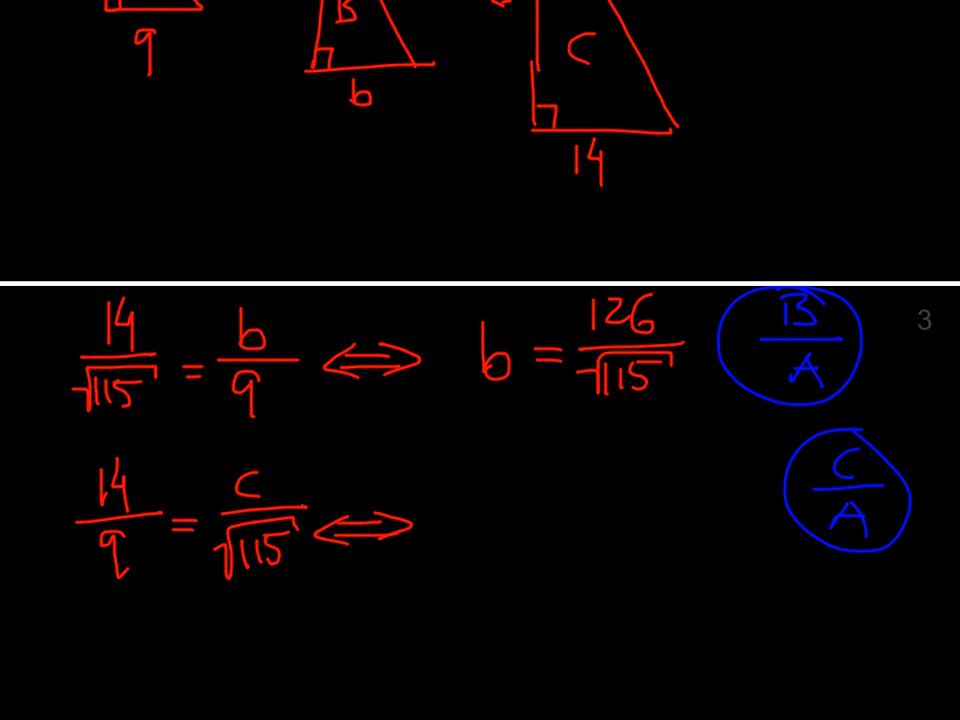 9
B
b
C
14
14/√115 = b/9 ⟺ b = 126/√115
B/A
3
14/9 = c/√115 ⟺
C/A